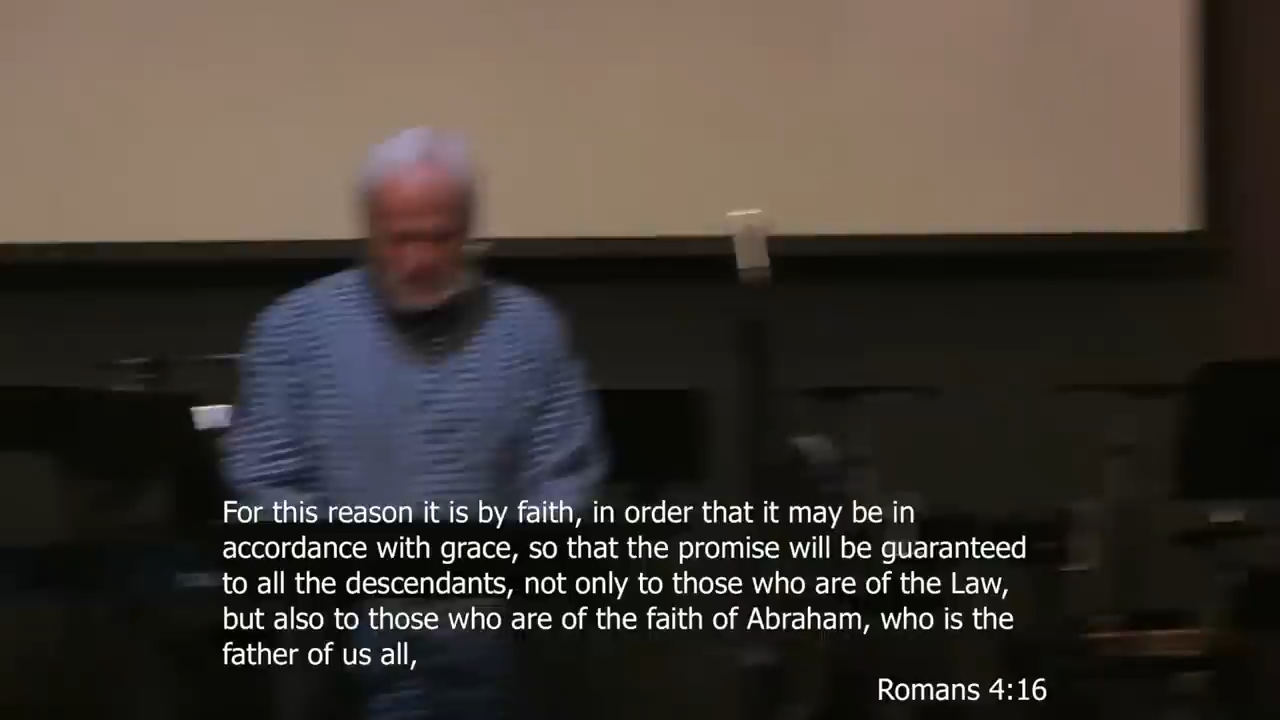 For this reason it is by faith, in order that it may be in
accordance with grace, so that the promise will be guaranteed
to all the descendants, not only to those who are of the Law,
but also to those who are of the faith of Abraham, who is the
father of us all,
Romans 4:16